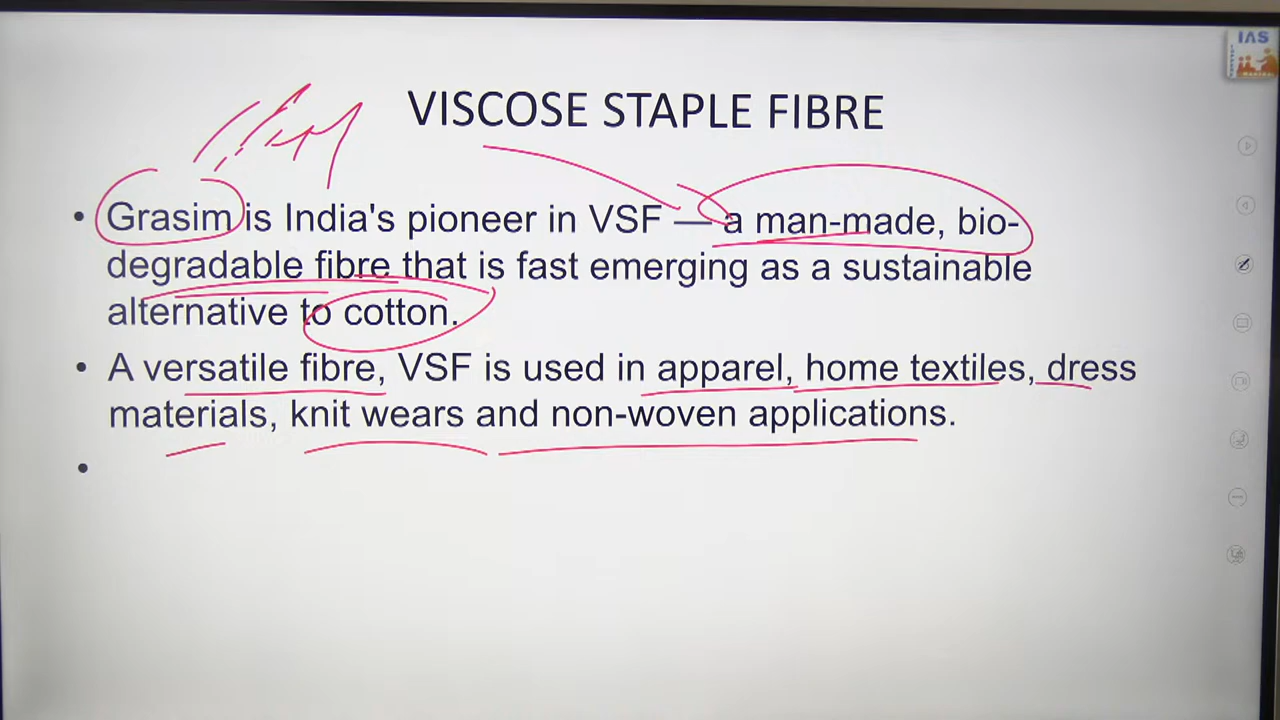 IAS
VISCOSE STAPLE FIBRE
• Grasim is India's pioneer in VSF — a man-made, bio-
degradable fibre that is fast emerging as a sustainable
alternative to cotton.
• A versatile fibre, VSF is used in apparel, home textiles, dress
materials, knit wears and non-woven applications.
•